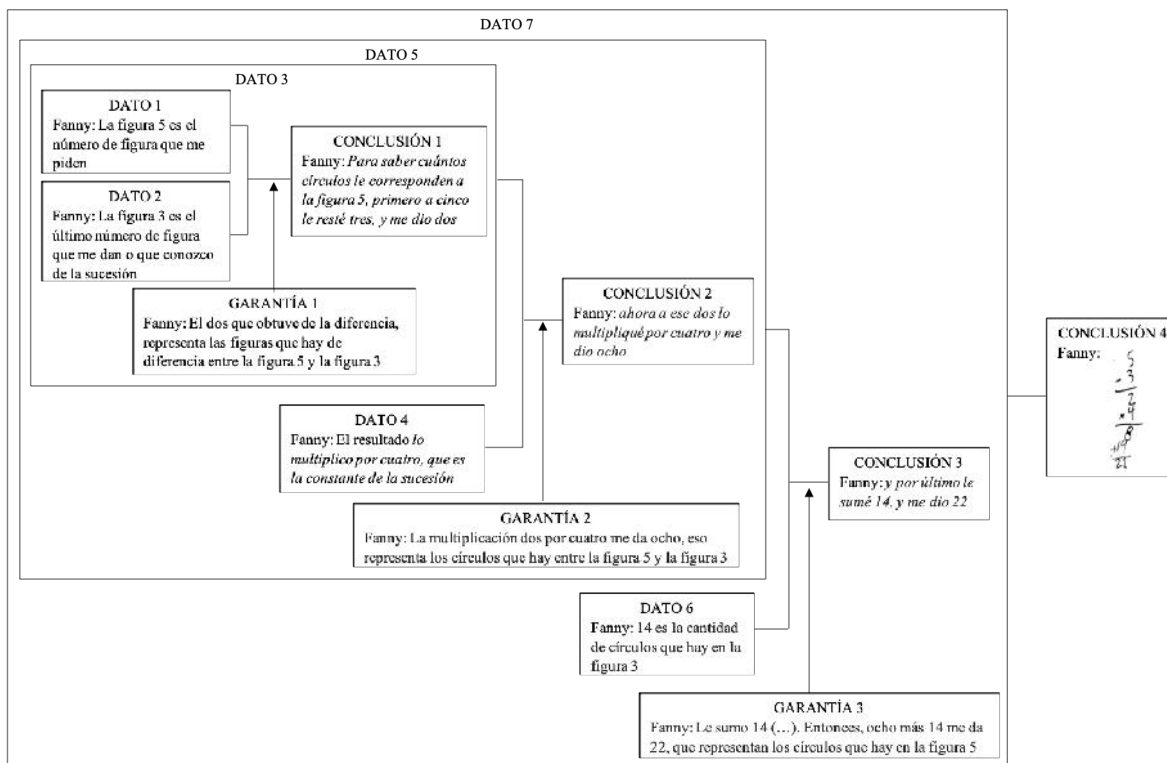 DATO 7
DATO 5
DATO 3
DATO 1
Fanny: La figura 5 es el
número de figura que me
piden
DATO 2
Fanny: La figura 3 es el
último número de figura
que me dan o que conozco
de la sucesión
CONCLUSIÓN 1
Fanny: Para saber cuántos
círculos le corresponden a
la figura 5, primero a cinco
le resté tres, y me dio dos
GARANTÍA 1
Fanny: El dos que obtuve de la diferencia,
representa las figuras que hay de
diferencia entre la figura 5 y la figura 3
CONCLUSIÓN 2
Fanny: ahora a ese dos lo
multipliqué por cuatro y me
dio ocho
DATO 4
Fanny: El resultado lo
multiplico por cuatro, que es
la constante de la sucesión
GARANTÍA 2
Fanny: La multiplicación dos por cuatro me da ocho, eso
representa los círculos que hay entre la figura 5 y la figura 3
CONCLUSIÓN 3
Fanny: y por último le
sumé 14, y me dio 22
DATO 6
Fanny: 14 es la cantidad
de círculos que hay en la
figura 3
GARANTÍA 3
Fanny: Le sumo 14 (…). Entonces, ocho más 14 me da
22, que representan los círculos que hay en la figura 5
CONCLUSIÓN 4
Fanny:
5
- 3
2
× 4
8